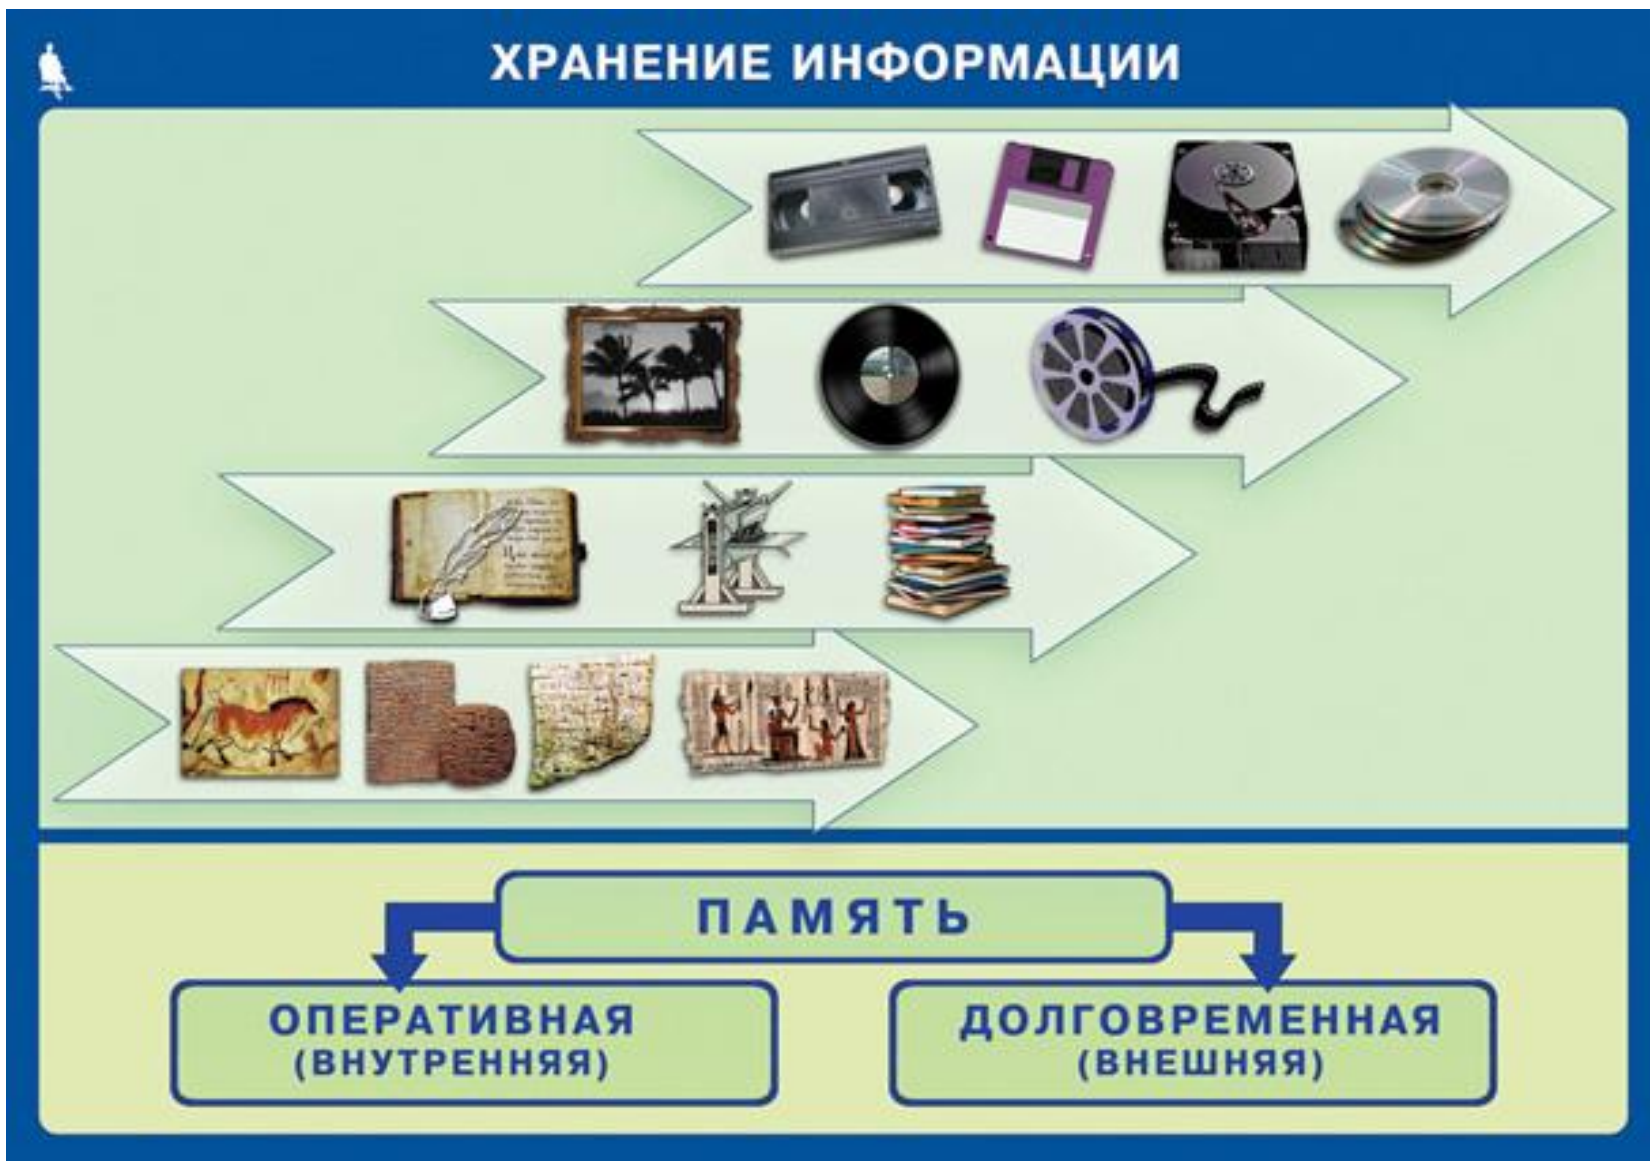 ХРАНЕНИЕ ИНФОРМАЦИИ
ПАМЯТЬ
ОПЕРАТИВНАЯ
(ВНУТРЕННЯЯ)
ДОЛГОВРЕМЕННАЯ
(ВНЕШНЯЯ)